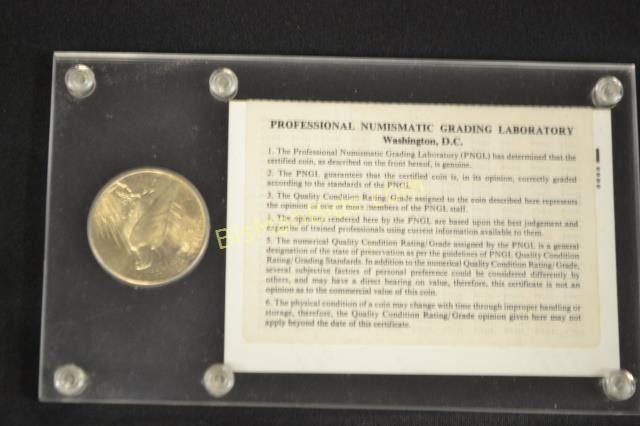 PROFESSIONAL NUMISMATIC GRADING LABORATORY
Washington, D.C.
1. The Professional Numismatic Grading Laboratory (PNGL) has determined that the
certified coin, as described on the front hereof, is genuine.
2. The PNGL guarantees that the certified coin is, in its opinion, correctly graded
according to the standards of the PNGL.
3. The Quality Condition Rating/Grade assigned to the coin described here represents
the opinion of one or more members of the PNGL staff.
4. The opinions rendered here by the PNGL are based upon the best judgement and
expertise of trained professionals using current information available to them.
5. The numerical Quality Condition Rating/Grade assigned by the PNGL is a general
designation of the state of preservation as per the guidelines of PNGL Quality Condition
Rating/Grading Standards. In addition to the numerical Quality Condition Rating/Grade,
several subjective factors of personal preference could be considered differently by
others, and may have a direct bearing on value, therefore, this certificate is not an
opinion as to the commercial value of this coin.
6. The physical condition of a coin may change with time through improper handling or
storage, therefore, the Quality Condition Rating/Grade opinion given here may not
apply beyond the date of this certificate.